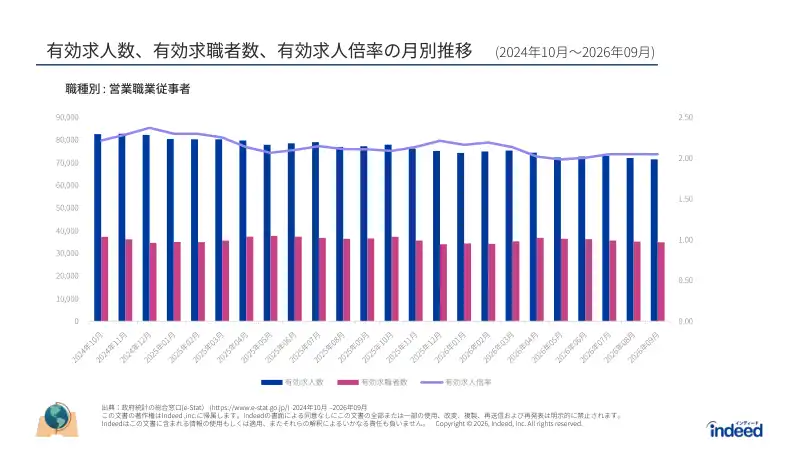 有効求人数、有効求職者数、有効求人倍率の月別推移 (2024年10月～2026年09月)
職種別 : 営業職業従事者
90,000
80,000
70,000
60,000
50,000
40,000
30,000
20,000
10,000
0
2.50
2.00
1.50
1.00
0.50
0.00
2024年10月
2024年11月
2024年12月
2025年01月
2025年02月
2025年03月
2025年04月
2025年05月
2025年06月
2025年07月
2025年08月
2025年09月
2025年10月
2025年11月
2025年12月
2026年01月
2026年02月
2026年03月
2026年04月
2026年05月
2026年06月
2026年07月
2026年08月
2026年09月
有効求人数 有効求職者数 有効求人倍率
出典：政府統計の総合窓口(e-Stat) (https://www.e-stat.go.jp/) 2024年10月 –2026年09月
この文書の著作権はIndeed ,inc.に帰属します。Indeedの書面による同意なしにこの文書の全部または一部の使用、改変、複製、再送信および再発表は明示的に禁止されます。
Indeedはこの文書に含まれる情報の使用もしくは適用、またそれらの解釈によるいかなる責任も負いません。 Copyright © 2026, Indeed, Inc. All rights reserved.
インディード
indeed